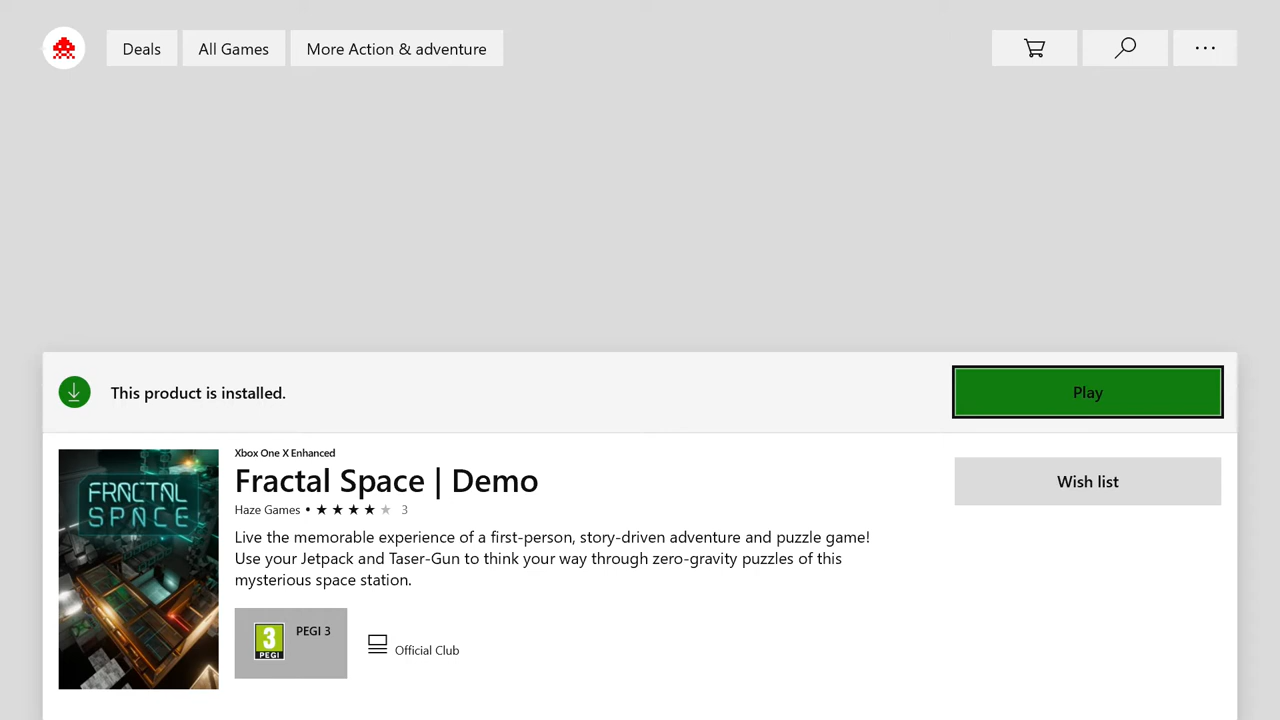 Deals
All Games
More Action & adventure
This product is installed.
Play
FRACTAL
SPACE
Xbox One X Enhanced
Fractal Space | Demo
Haze Games • ★ ★ ★ ★ ★ 3
Live the memorable experience of a first-person, story-driven adventure and puzzle game!
Use your Jetpack and Taser-Gun to think your way through zero-gravity puzzles of this
mysterious space station.
Wish list
3
PEGI
PEGI 3
Official Club